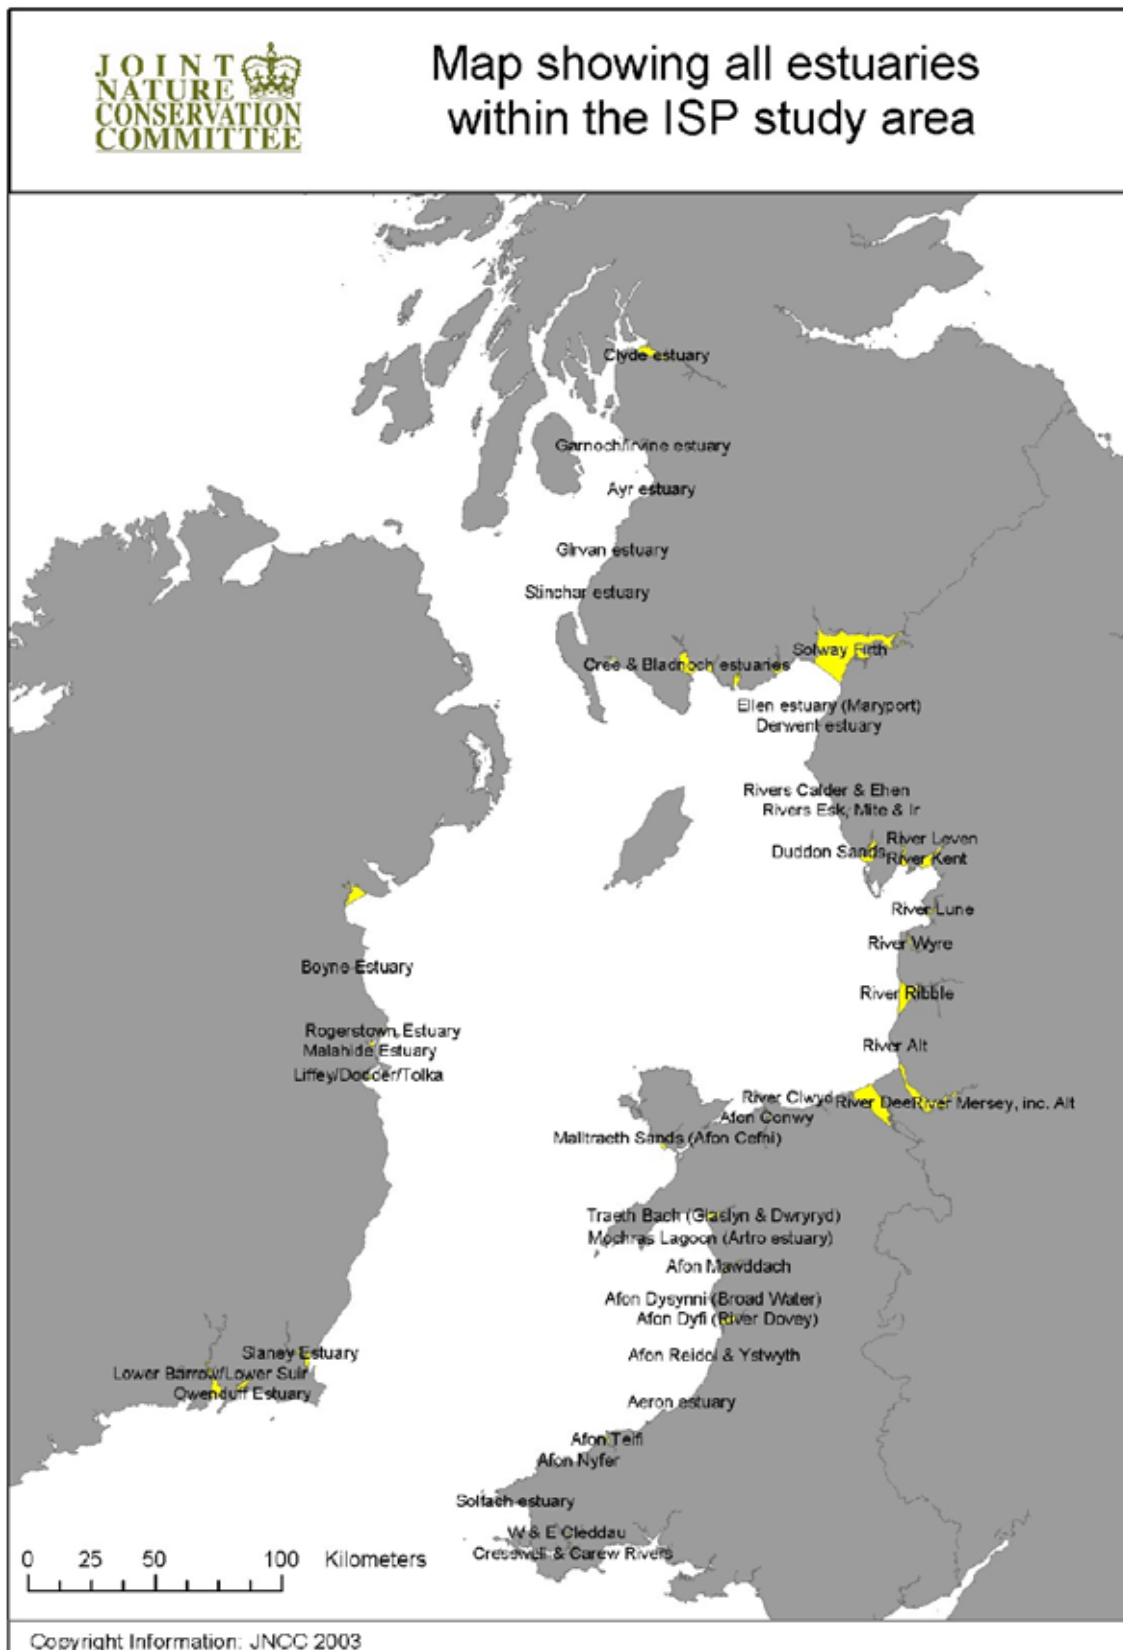 JOINT
NATURE
CONSERVATION
COMMITTEE
Map showing all estuaries
within the ISP study area
Clyde estuary
Garnoch/Irvine estuary
Ayr estuary
Girvan estuary
Stinchar estuary
Solway Firth
Cree & Bladnoch estuaries
Ellen estuary (Maryport)
Derwent estuary
Rivers Calder & Ehen
Rivers Esk, Mite & Ir
River Leven
Duddon Sands
River Kent
River Lune
River Wyre
Boyne Estuary
River Ribble
Rogerstown Estuary
Malahide Estuary
River Alt
Liffey/Dodder/Tolka
River Clwyd
River Dee
River Mersey, inc. Alt
Afon Conwy
Malltraeth Sands (Afon Cefni)
Traeth Bach (Glaslyn & Dwryryd)
Mochras Lagoon (Artro estuary)
Afon Mawddach
Afon Dysynni (Broad Water)
Afon Dyfi (River Dovey)
Slaney Estuary
Afon Reidol & Ystwyth
Lower Barrow/Lower Suir
Owenduff Estuary
Aeron estuary
Afon Teifi
Afon Nyfer
Solfach estuary
W & E Cleddau
Cresswell & Carew Rivers
0 25 50 100 Kilometers
Copyright Information: JNCC 2003